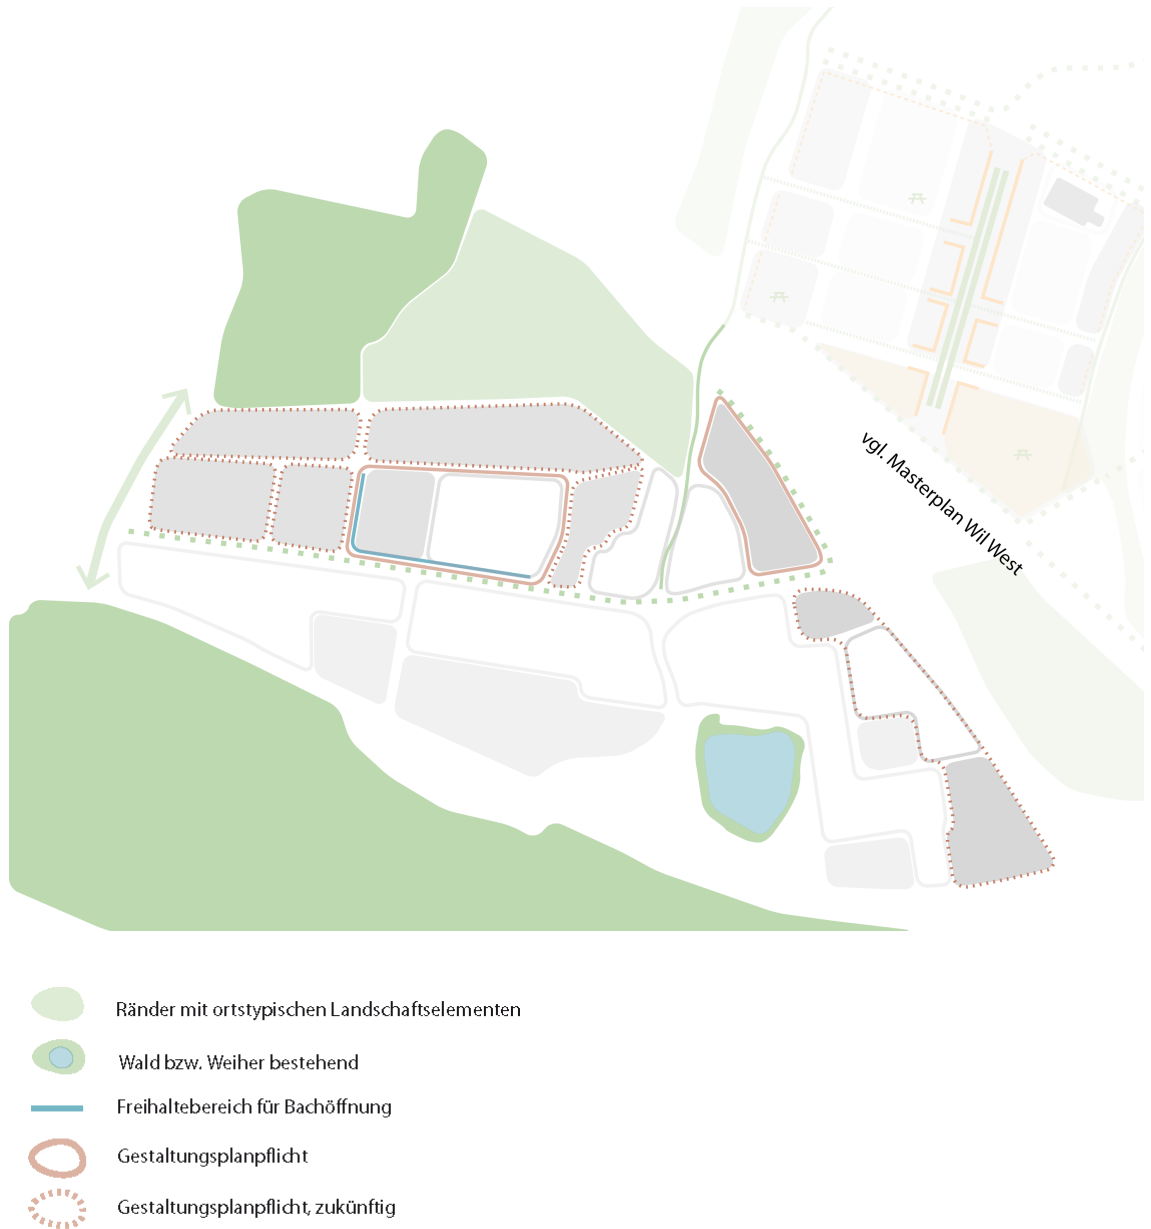 vgl. Masterplan Wil West
Ränder mit ortstypischen Landschaftselementen
Wald bzw. Weiher bestehend
Freihaltebereich für Bachöffnung
Gestaltungsplanpflicht
Gestaltungsplanpflicht, zukünftig